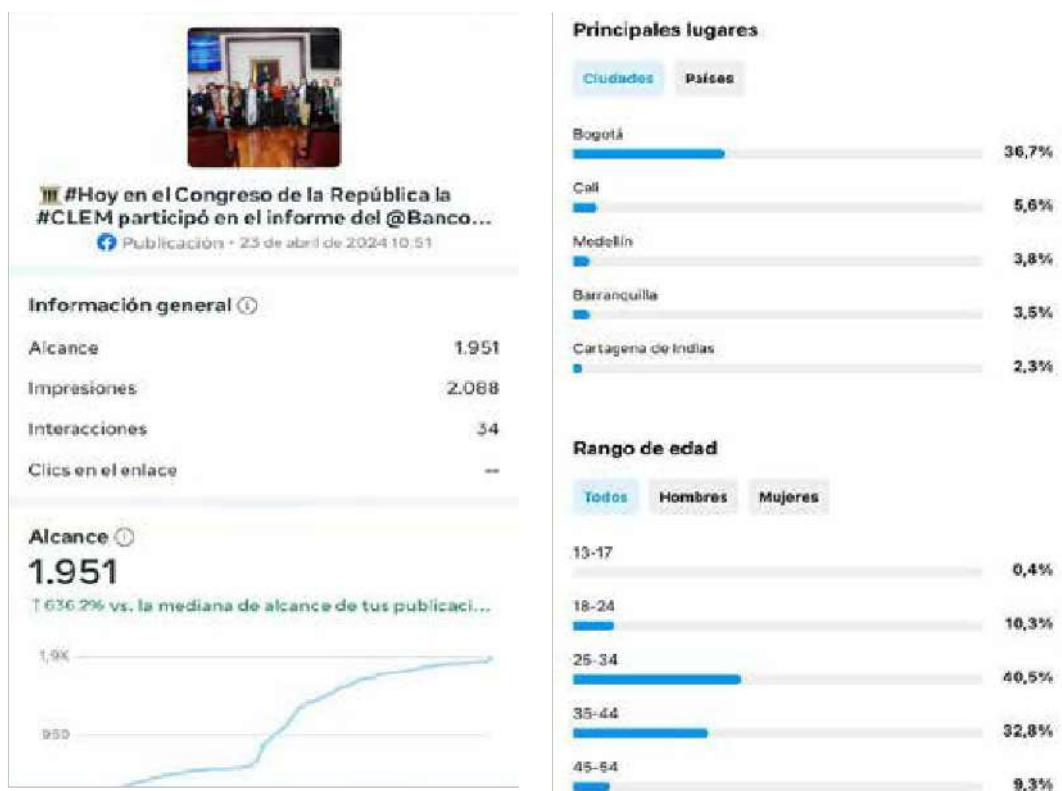 #Hoy en el Congreso de la República la
#CLEM participó en el informe del @Banco...
Publicación • 23 de abril de 2024 10:51
Información general
Alcance 1.951
Impresiones 2.088
Interacciones 34
Clics en el enlace --
Alcance
1.951
↑636.2% vs. la mediana de alcance de tus publicaci...
1,9K
950
Principales lugares
Ciudades Países
Bogotá
36,7%
Cali
5,6%
Medellín
3,8%
Barranquilla
3,5%
Cartagena de Indias
2,3%
Rango de edad
Todos Hombres Mujeres
13-17
0,4%
18-24
10,3%
25-34
40,5%
35-44
32,8%
45-54
9,3%